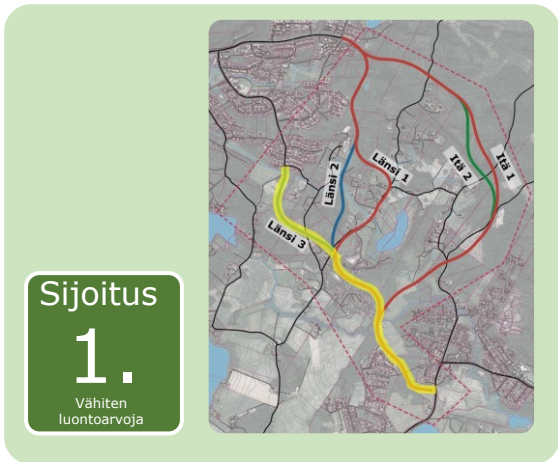 Sijoitus
1.
Vähiten
luontoarvoja
Länsi 1
Länsi 2
Länsi 3
Itä 2
Itä 1